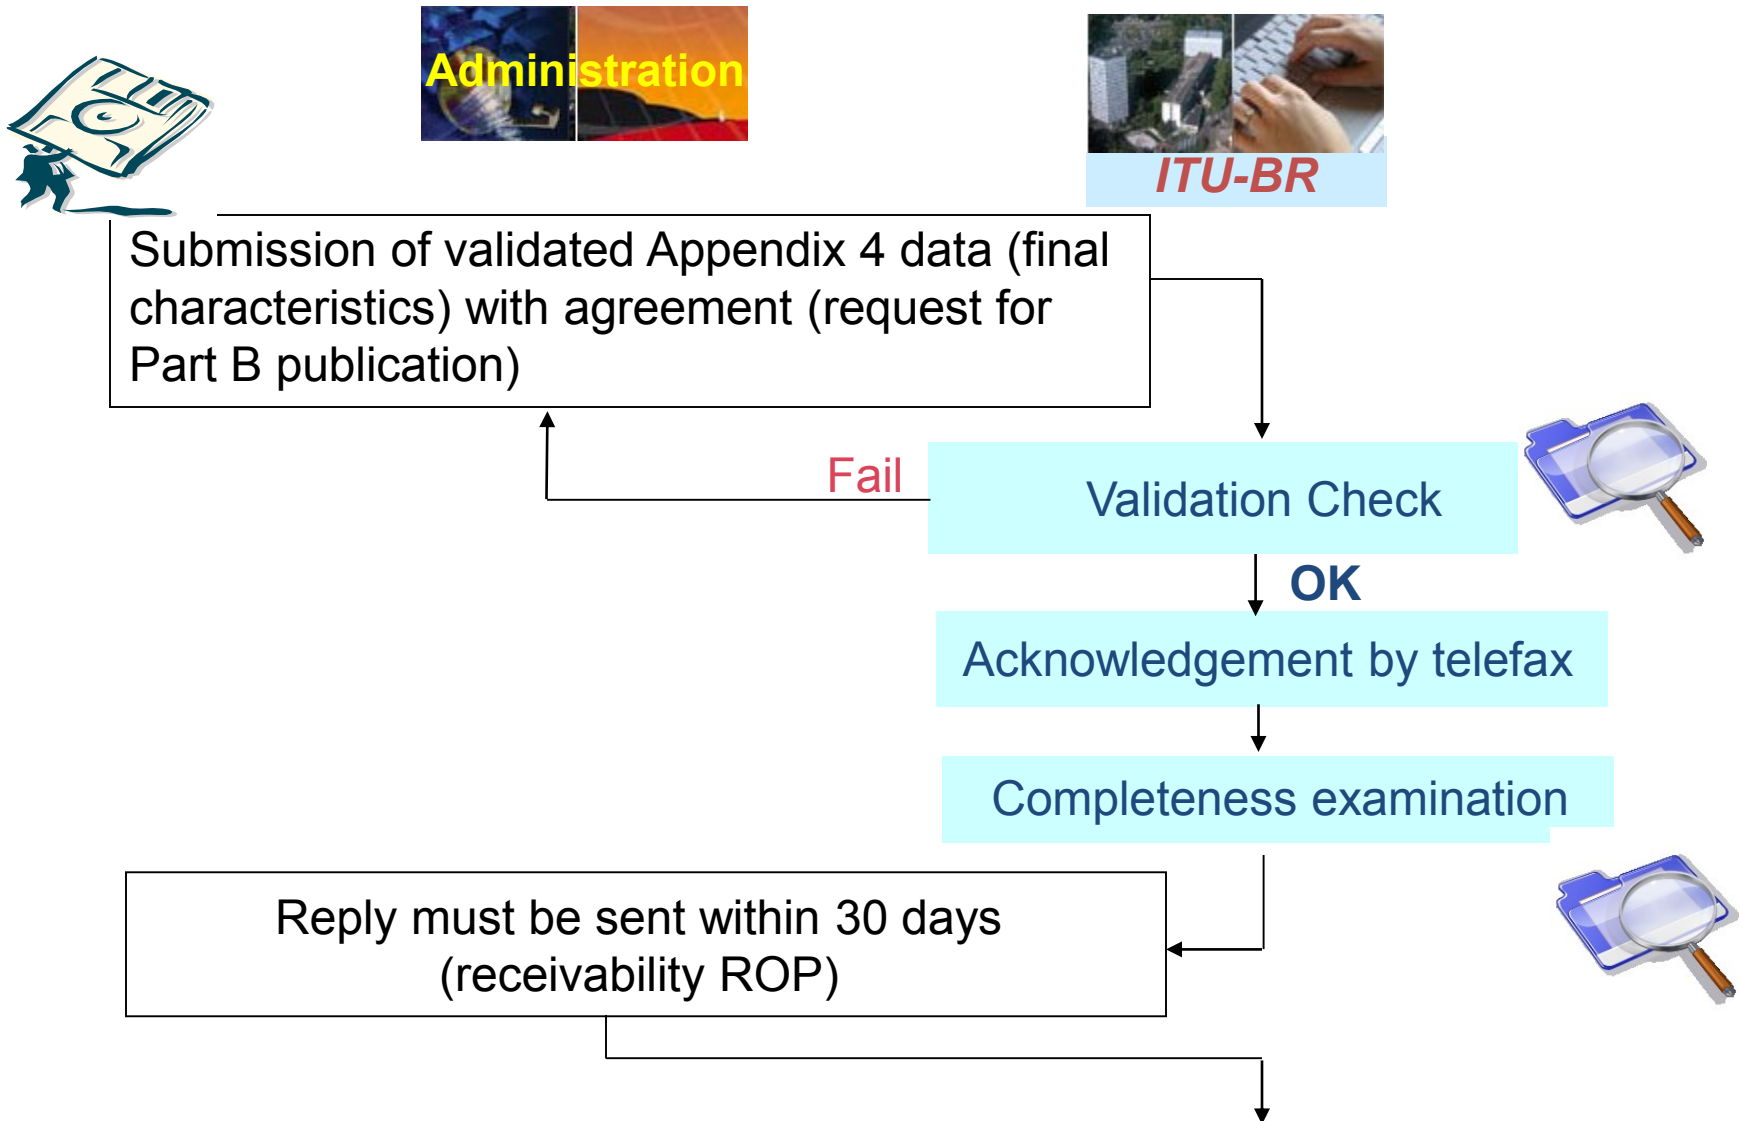 Administration
ITU-BR
Submission of validated Appendix 4 data (final
characteristics) with agreement (request for
Part B publication)
Fail
Validation Check
OK
Acknowledgement by telefax
Completeness examination
Reply must be sent within 30 days
(receivability ROP)